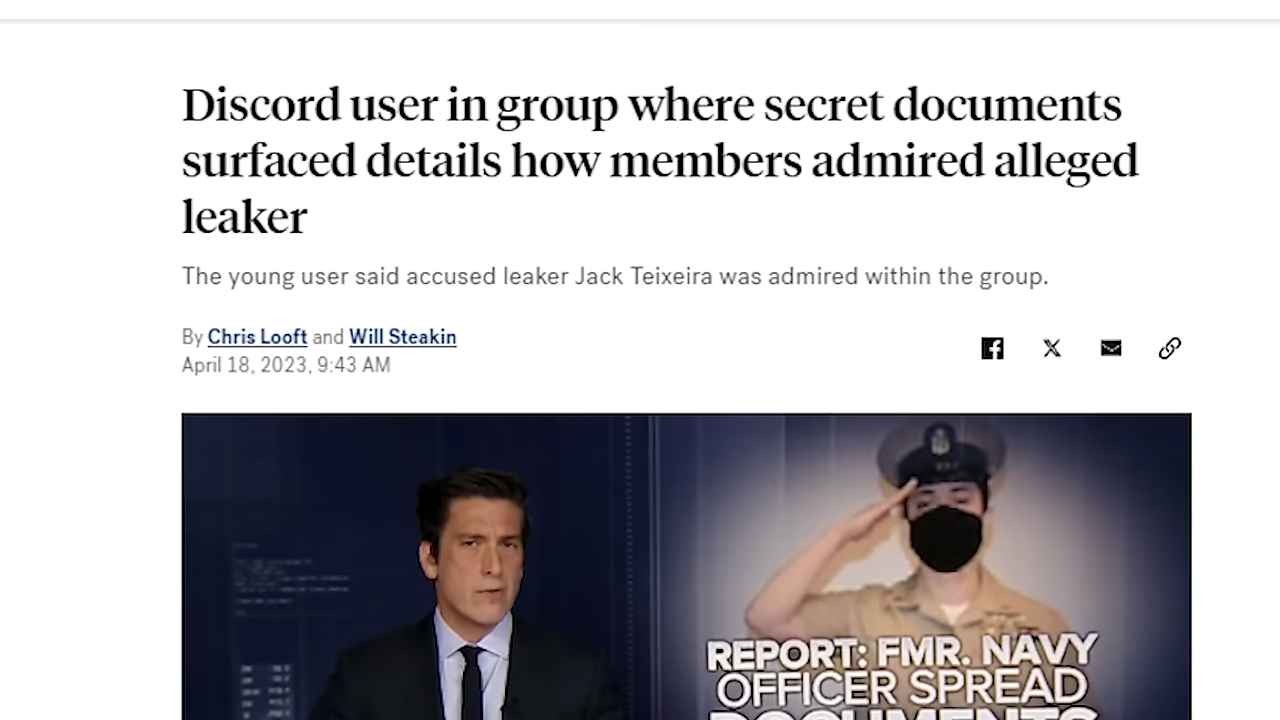 Discord user in group where secret documents
surfaced details how members admired alleged
leaker
The young user said accused leaker Jack Teixeira was admired within the group.
By Chris Looft and Will Steakin
April 18, 2023, 9:43 AM
REPORT: FMR. NAVY
OFFICER SPREAD
DOCUMENTS